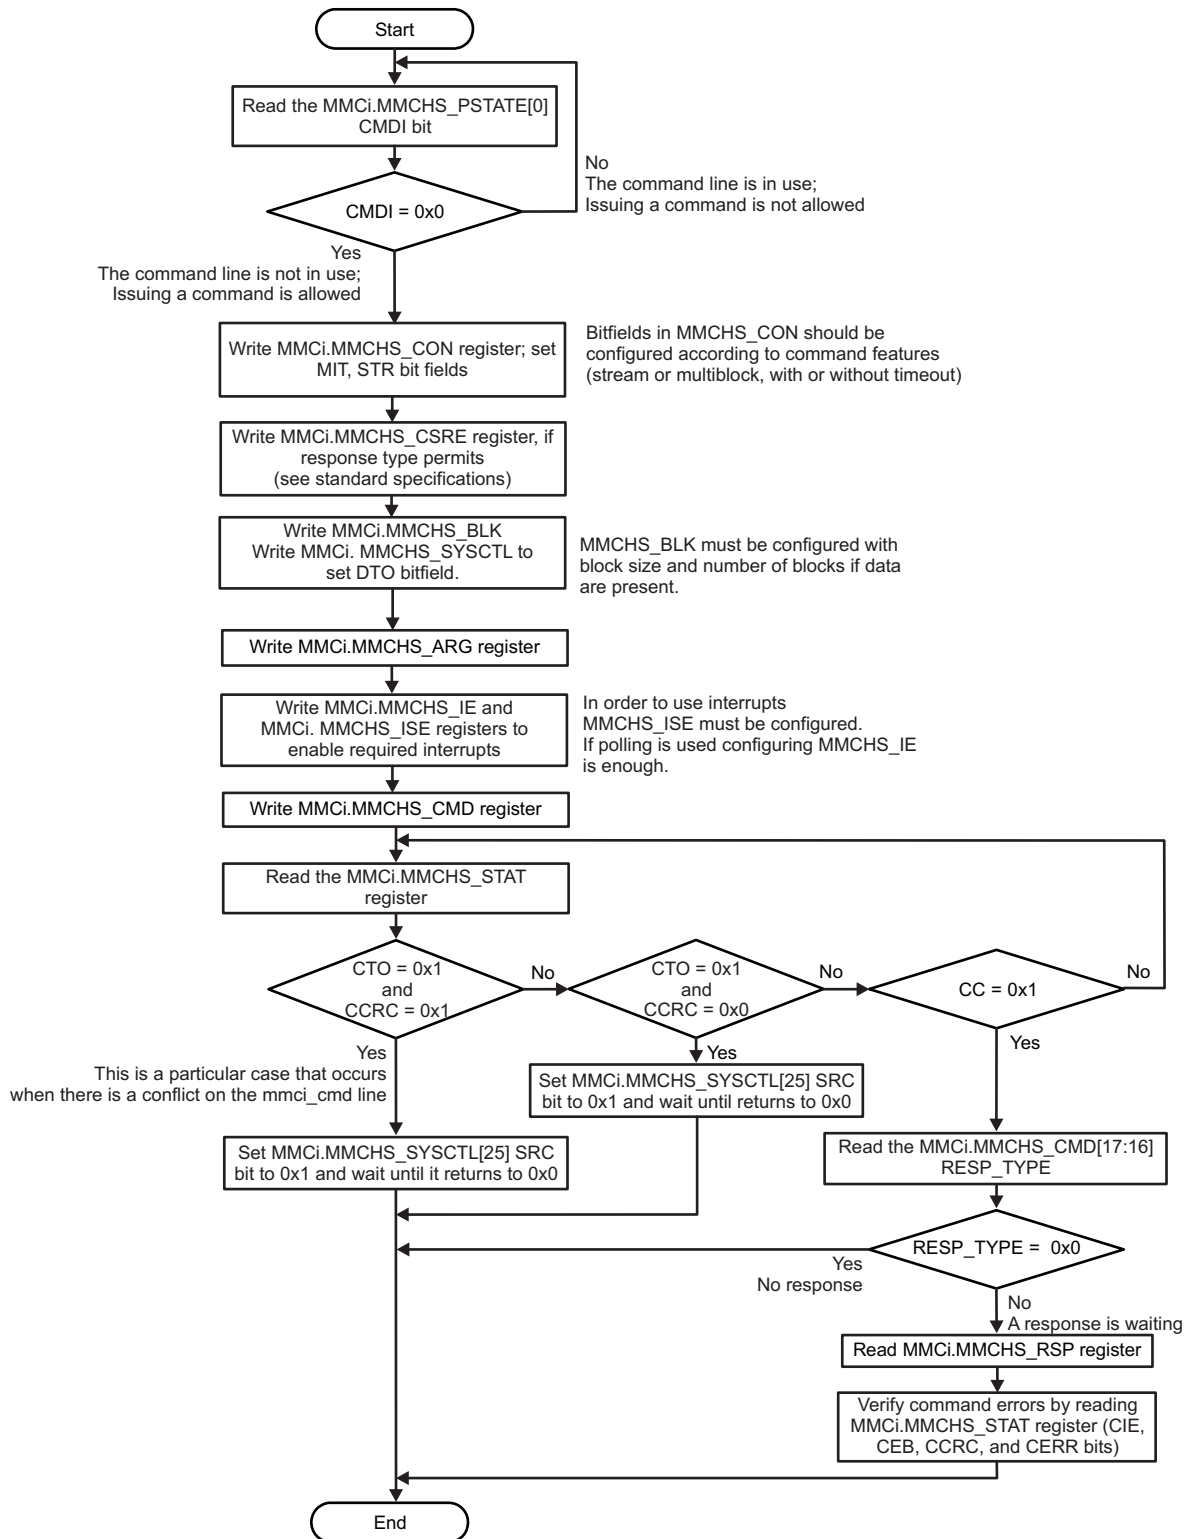 Start
Read the MMCi.MMCHS_PSTATE[0]
CMDI bit
No
The command line is in use;
Issuing a command is not allowed
CMDI = 0x0
Yes
The command line is not in use;
Issuing a command is allowed
Write MMCi.MMCHS_CON register; set
MIT, STR bit fields
Bitfields in MMCHS_CON should be
configured according to command features
(stream or multiblock, with or without timeout)
Write MMCi.MMCHS_CSRE register, if
response type permits
(see standard specifications)
Write MMCi.MMCHS_BLK
Write MMCi. MMCHS_SYSCTL to
set DTO bitfield.
MMCHS_BLK must be configured with
block size and number of blocks if data
are present.
Write MMCi.MMCHS_ARG register
Write MMCi.MMCHS_IE and
MMCi. MMCHS_ISE registers to
enable required interrupts
In order to use interrupts
MMCHS_ISE must be configured.
If polling is used configuring MMCHS_IE
is enough.
Write MMCi.MMCHS_CMD register
Read the MMCi.MMCHS_STAT
register
CTO = 0x1
and
CCRC = 0x1
No
CTO = 0x1
and
CCRC = 0x0
No
CC = 0x1
No
Yes
This is a particular case that occurs
when there is a conflict on the mmci_cmd line
Yes
Set MMCi.MMCHS_SYSCTL[25] SRC
bit to 0x1 and wait until returns to 0x0
Yes
Set MMCi.MMCHS_SYSCTL[25] SRC
bit to 0x1 and wait until it returns to 0x0
Read the MMCi.MMCHS_CMD[17:16]
RESP_TYPE
RESP_TYPE = 0x0
Yes
No response
No
A response is waiting
Read MMCi.MMCHS_RSP register
Verify command errors by reading
MMCi.MMCHS_STAT register (CIE,
CEB, CCRC, and CERR bits)
End